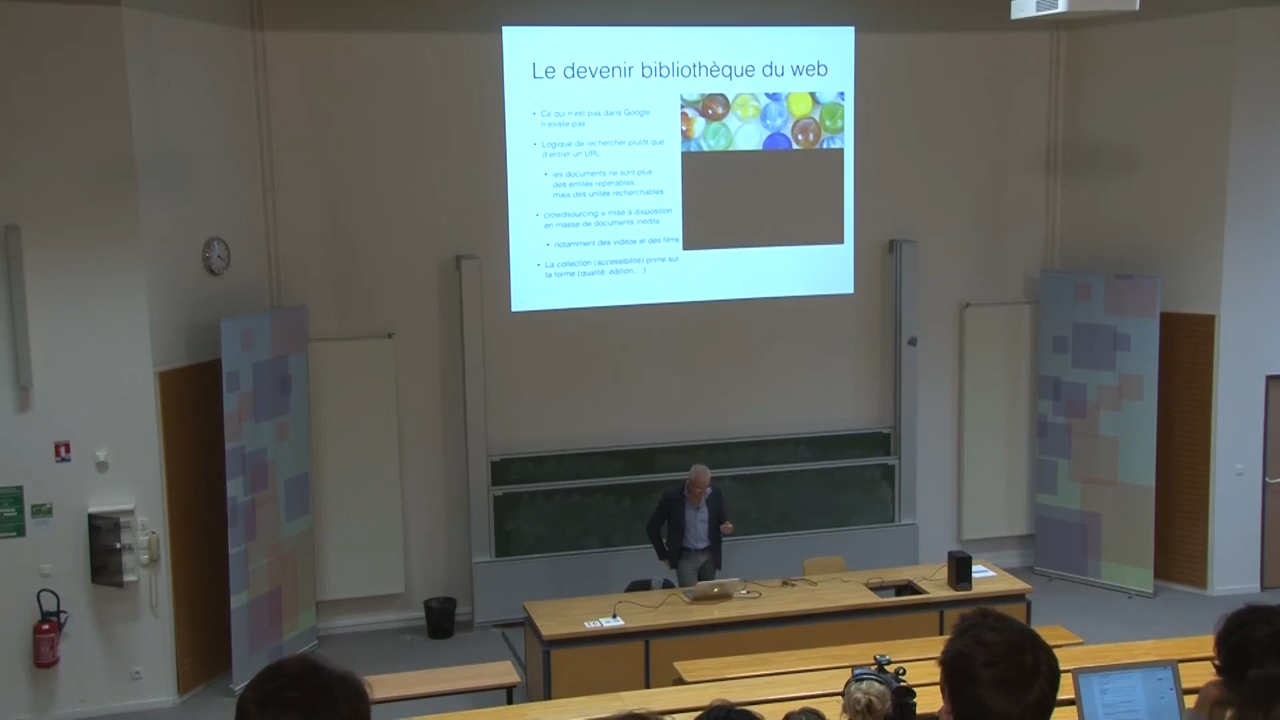 Le devenir bibliothèque du web
• Ce qui n'est pas dans Google
n'existe pas
• Logique de rechercher plutôt que
d'entrer un URL
• les documents ne sont plus
des entités repérables
mais des unités recherchables
• crowdsourcing = mise à disposition
en masse de documents inédits
• notamment des vidéos et des films
• La collection (accessibilité) prime sur
la forme (qualité, édition,...)